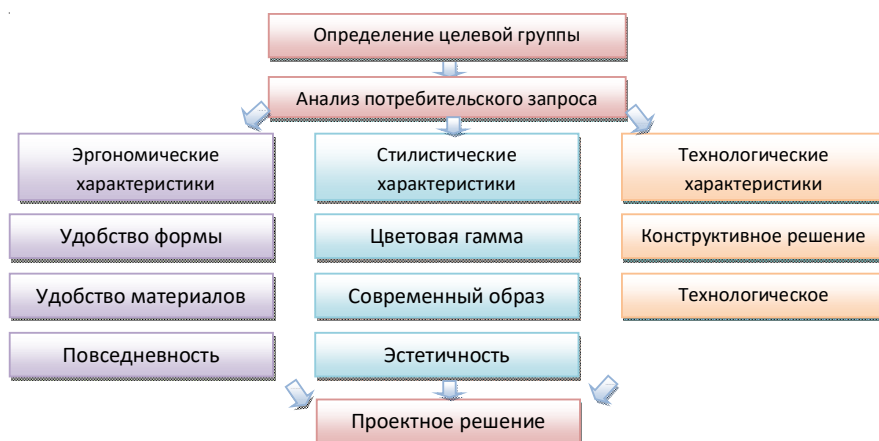 Определение целевой группы
Анализ потребительского запроса
Эргономические
характеристики
Стилистические
характеристики
Технологические
характеристики
Удобство формы
Цветовая гамма
Конструктивное решение
Удобство материалов
Современный образ
Технологическое
Повседневность
Эстетичность
Проектное решение